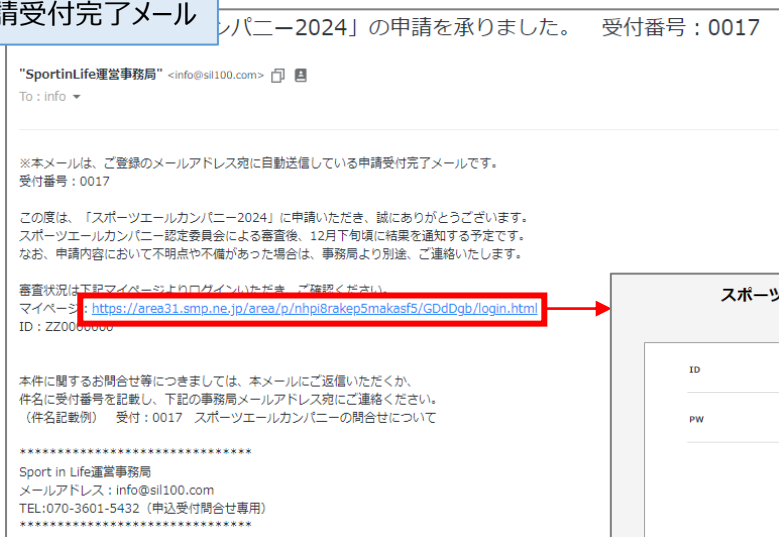 請受付完了メール
ンパニー2024」の申請を承りました。　受付番号：0017
"SportinLife運営事務局" <info@sil100.com>
To : info
※本メールは、ご登録のメールアドレス宛に自動送信している申請受付完了メールです。
受付番号：0017
この度は、「スポーツエールカンパニー2024」に申請いただき、誠にありがとうございます。
スポーツエールカンパニー認定委員会による審査後、12月下旬頃に結果を通知する予定です。
なお、申請内容において不明点や不備があった場合は、事務局より別途、ご連絡いたします。
審査状況は下記マイページよりログインいただき、ご確認ください。
マイページ：https://area31.smp.ne.jp/area/p/nhpi8rakep5makasf5/GDdDgb/login.html
ID：ZZ0000000
スポーツ
ID
PW
本件に関するお問合せ等につきましては、本メールにご返信いただくか、
件名に受付番号を記載し、下記の事務局メールアドレス宛にご連絡ください。
（件名記載例）　受付：0017　スポーツエールカンパニーの問合せについて
*******************************
Sport in Life運営事務局
メールアドレス：info@sil100.com
TEL:070-3601-5432（申込受付問合せ専用）
*******************************